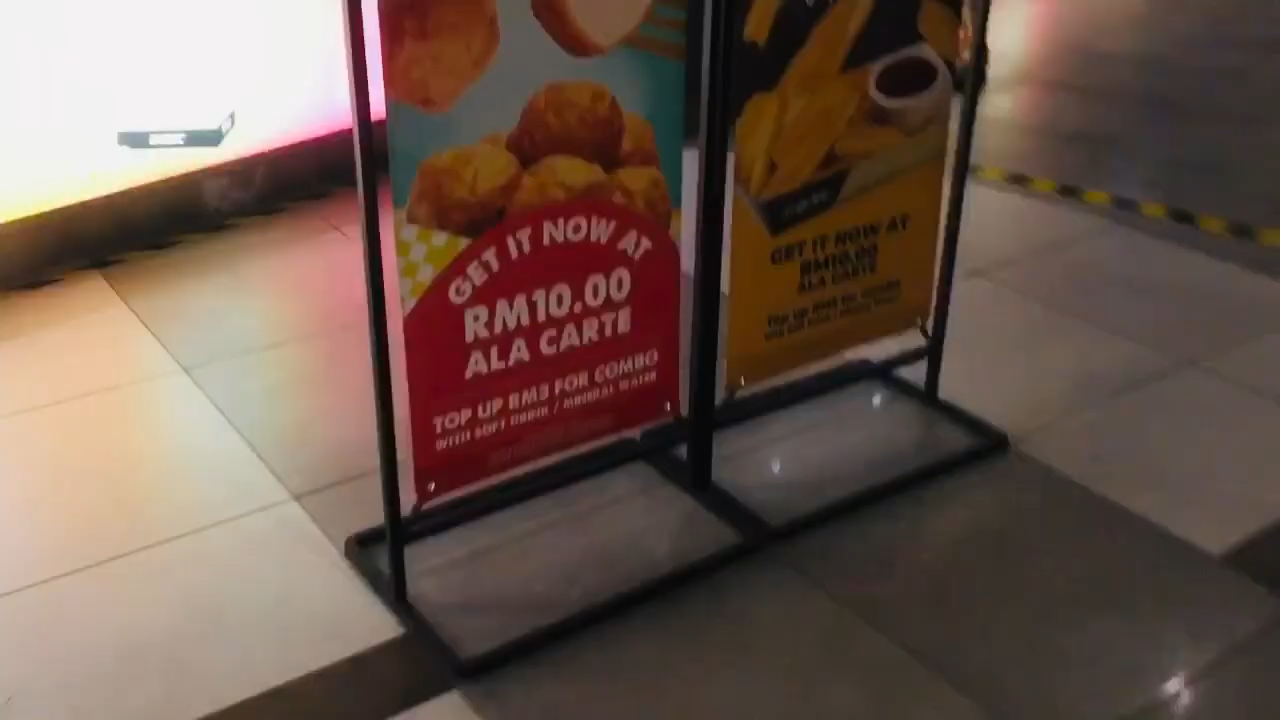 GET IT NOW AT
RM10.00
ALA CARTE
TOP UP RM3 FOR COMBO
WITH SOFT DRINK / MINERAL WATER
GET IT NOW AT
RM10.00
ALA CARTE